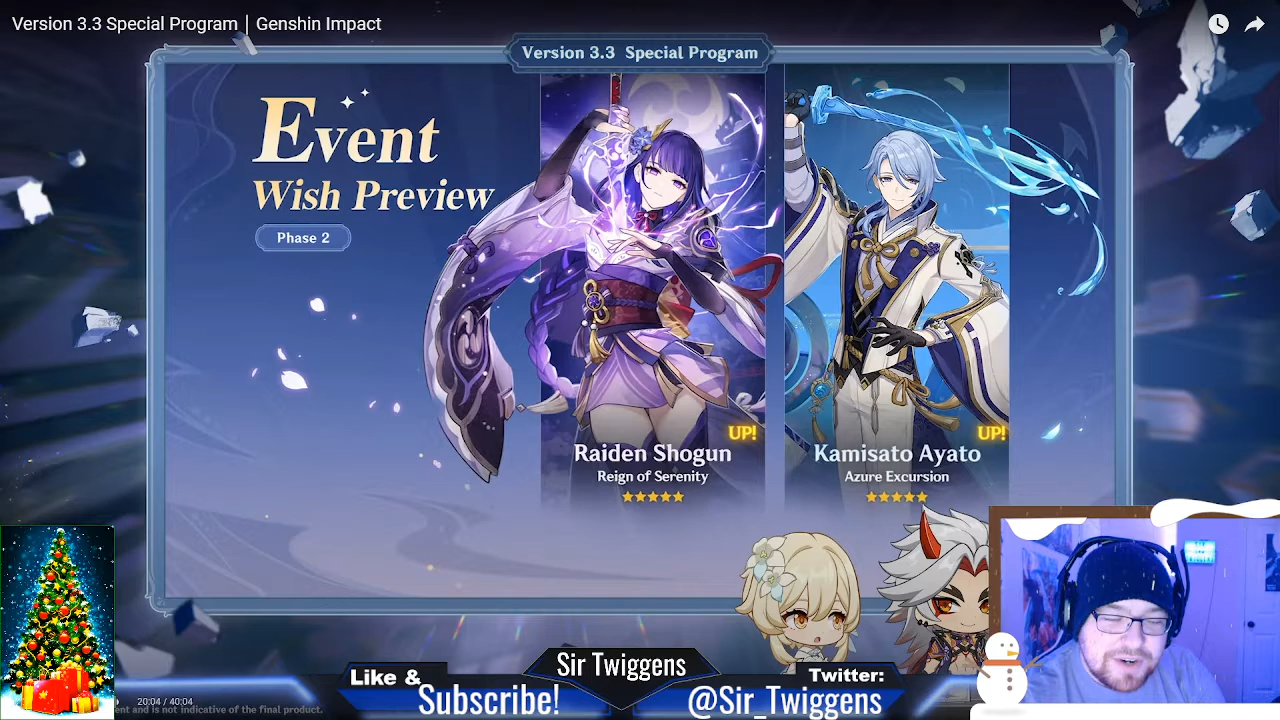 Version 3.3 Special Program | Genshin Impact
Version 3.3 Special Program
Event
Wish Preview
Phase 2
UP!
Raiden Shogun
Reign of Serenity
★★★★★
UP!
Kamisato Ayato
Azure Excursion
★★★★★
Like &
Subscribe!
Sir Twiggens
Twitter:
@Sir_Twiggens
20:04 / 40:04
ent and is not indicative of the final product.